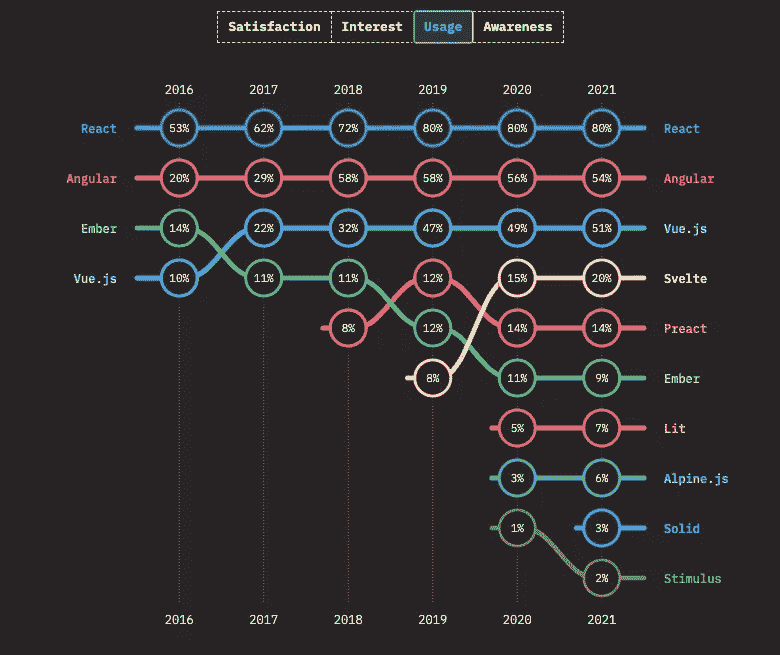 Satisfaction Interest Usage Awareness
2016 2017 2018 2019 2020 2021
React 53% 62% 72% 80% 80% 80% React
Angular 20% 29% 58% 58% 56% 54% Angular
Ember 14% 22% 32% 47% 49% 51% Vue.js
Vue.js 10% 11% 11% 12% 15% 20% Svelte
8% 12% 14% 14% Preact
8% 11% 9% Ember
5% 7% Lit
3% 6% Alpine.js
1% 3% Solid
2% Stimulus
2016 2017 2018 2019 2020 2021